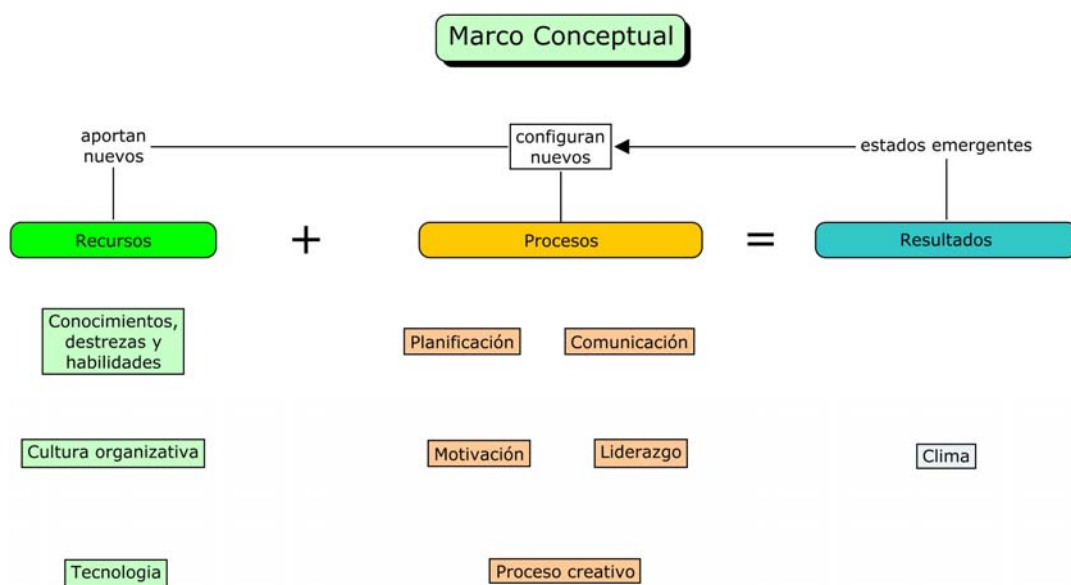 Marco Conceptual
aportan
nuevos
configuran
nuevos
estados emergentes
Recursos
+
Procesos
=
Resultados
Conocimientos,
destrezas y
habilidades
Planificación
Comunicación
Cultura organizativa
Motivación
Liderazgo
Clima
Tecnologia
Proceso creativo